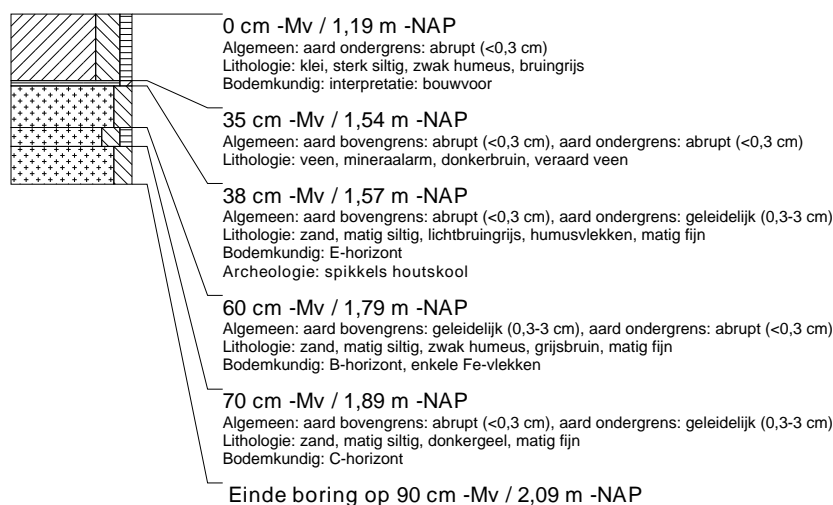 0 cm -Mv / 1,19 m -NAP
Algemeen: aard ondergrens: abrupt (<0,3 cm)
Lithologie: klei, sterk siltig, zwak humeus, bruingrijs
Bodemkundig: interpretatie: bouwvoor
35 cm -Mv / 1,54 m -NAP
Algemeen: aard bovengrens: abrupt (<0,3 cm), aard ondergrens: abrupt (<0,3 cm)
Lithologie: veen, mineraalarm, donkerbruin, veraard veen
38 cm -Mv / 1,57 m -NAP
Algemeen: aard bovengrens: abrupt (<0,3 cm), aard ondergrens: geleidelijk (0,3-3 cm)
Lithologie: zand, matig siltig, lichtbruingrijs, humusvlekken, matig fijn
Bodemkundig: E-horizont
Archeologie: spikkels houtskool
60 cm -Mv / 1,79 m -NAP
Algemeen: aard bovengrens: geleidelijk (0,3-3 cm), aard ondergrens: abrupt (<0,3 cm)
Lithologie: zand, matig siltig, zwak humeus, grijsbruin, matig fijn
Bodemkundig: B-horizont, enkele Fe-vlekken
70 cm -Mv / 1,89 m -NAP
Algemeen: aard bovengrens: abrupt (<0,3 cm), aard ondergrens: geleidelijk (0,3-3 cm)
Lithologie: zand, matig siltig, donkergeel, matig fijn
Bodemkundig: C-horizont
Einde boring op 90 cm -Mv / 2,09 m -NAP